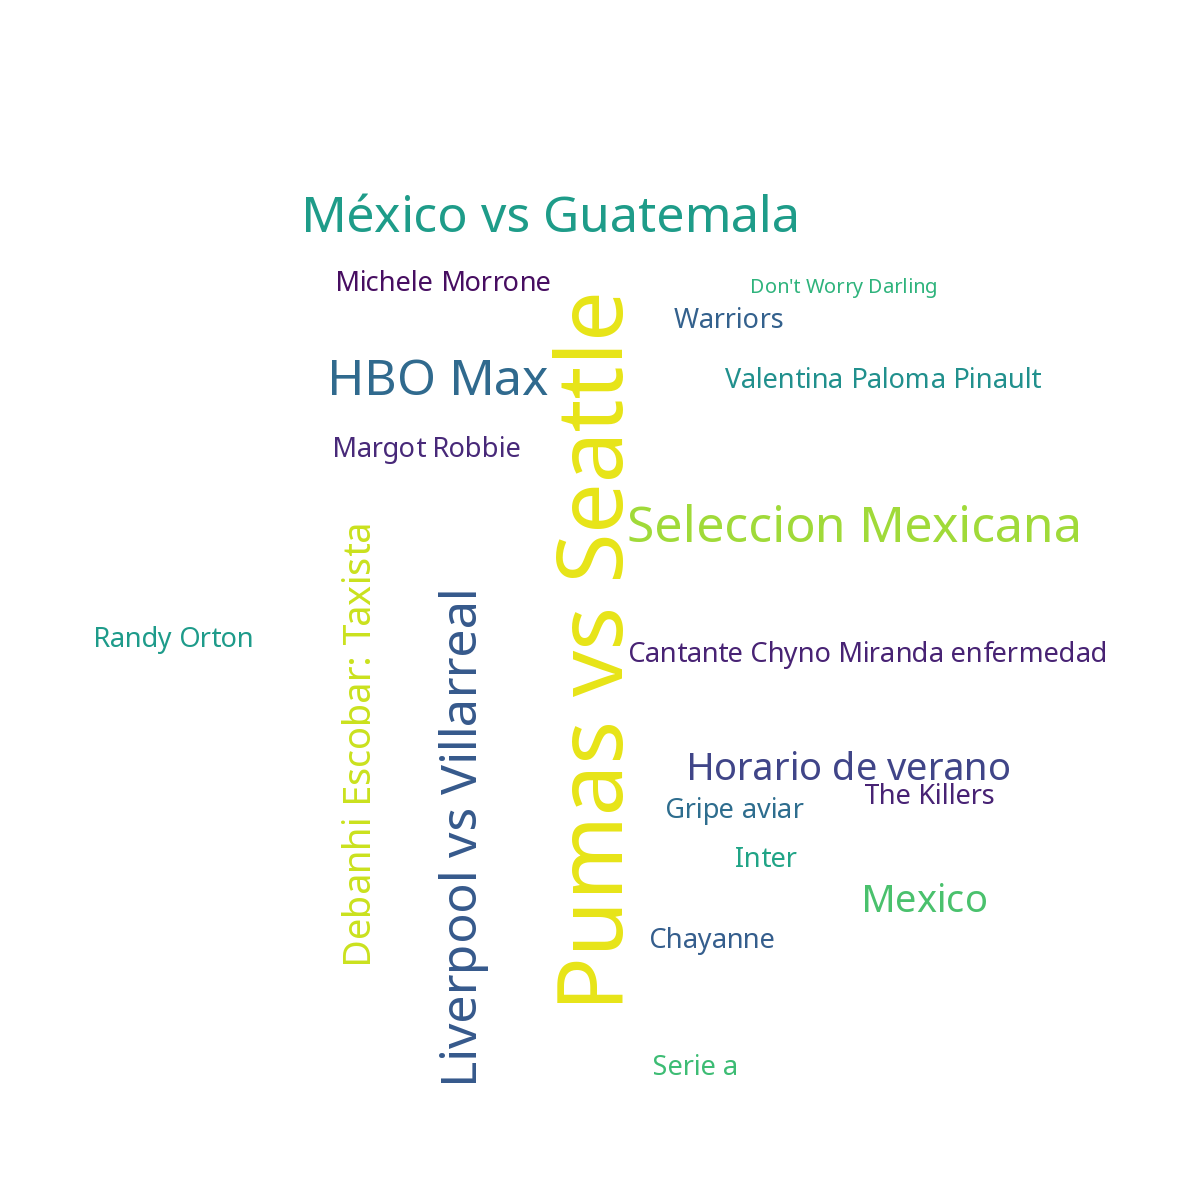 México vs Guatemala
Michele Morrone
Don't Worry Darling
Warriors
HBO Max
Valentina Paloma Pinault
Margot Robbie
Pumas vs Seattle
Seleccion Mexicana
Debanhi Escobar: Taxista
Liverpool vs Villarreal
Randy Orton
Cantante Chyno Miranda enfermedad
Horario de verano
The Killers
Gripe aviar
Inter
Mexico
Chayanne
Serie a